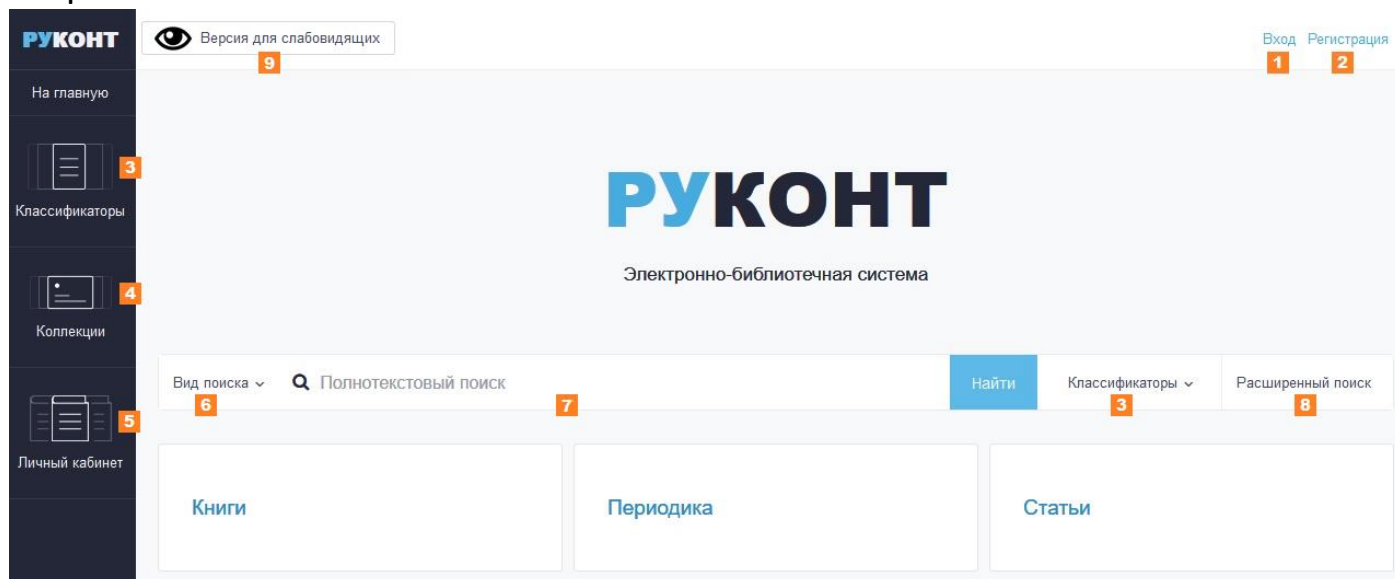 РУКОНТ
Версия для слабовидящих
Вход Регистрация
9
1 2
На главную
3
Классификаторы
РУКОНТ
Электронно-библиотечная система
4
Коллекции
Вид поиска Полнотекстовый поиск Найти Классификаторы Расширенный поиск
6 7 3 8
5
Личный кабинет
Книги Периодика Статьи